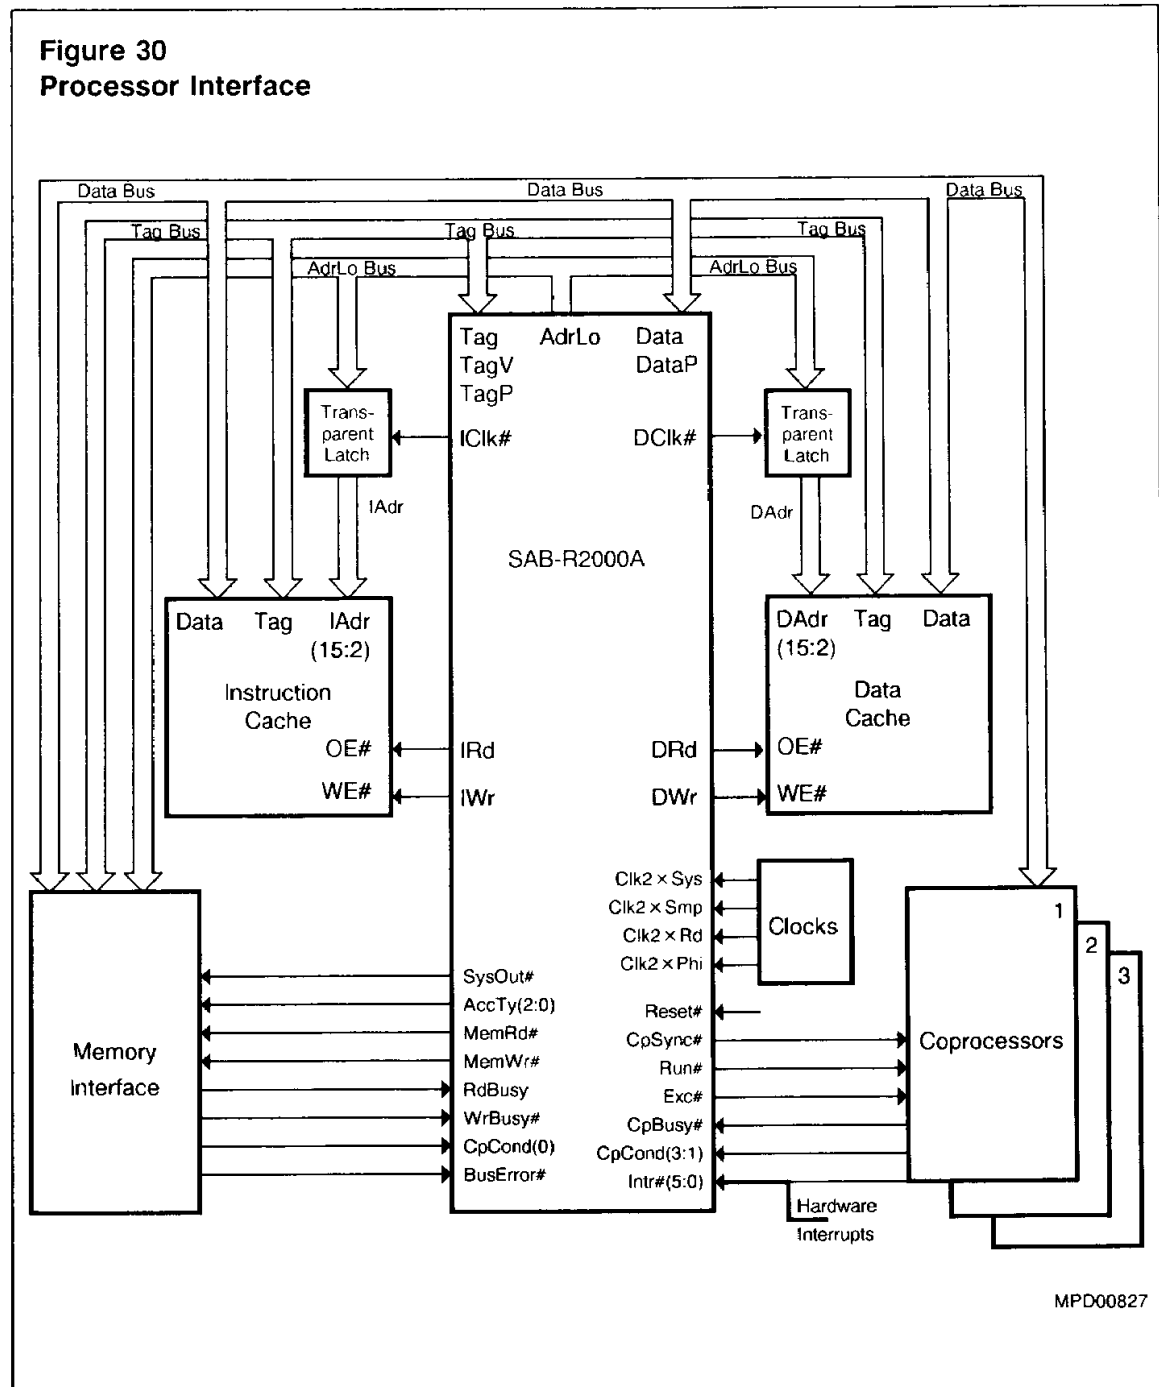 Figure 30
Processor Interface
Data Bus
Data Bus
Data Bus
Tag Bus
Tag Bus
Tag Bus
AdrLo Bus
AdrLo Bus
Tag
TagV
TagP
AdrLo
Data
DataP
Trans-
parent
Latch
IClk#
DClk#
Trans-
parent
Latch
IAdr
DAdr
SAB-R2000A
Data Tag IAdr
(15:2)
Instruction
Cache
OE#
WE#
IRd
IWr
DRd
DWr
DAdr Tag Data
(15:2)
Data
Cache
OE#
WE#
Clk2×Sys
Clk2×Smp
Clk2×Rd
Clk2×Phi
Clocks
Memory
Interface
SysOut#
AccTy(2:0)
MemRd#
MemWr#
RdBusy
WrBusy#
CpCond(0)
BusError#
Reset#
CpSync#
Run#
Exc#
CpBusy#
CpCond(3:1)
Intr#(5:0)
Hardware
Interrupts
1
2
3
Coprocessors
MPD00827